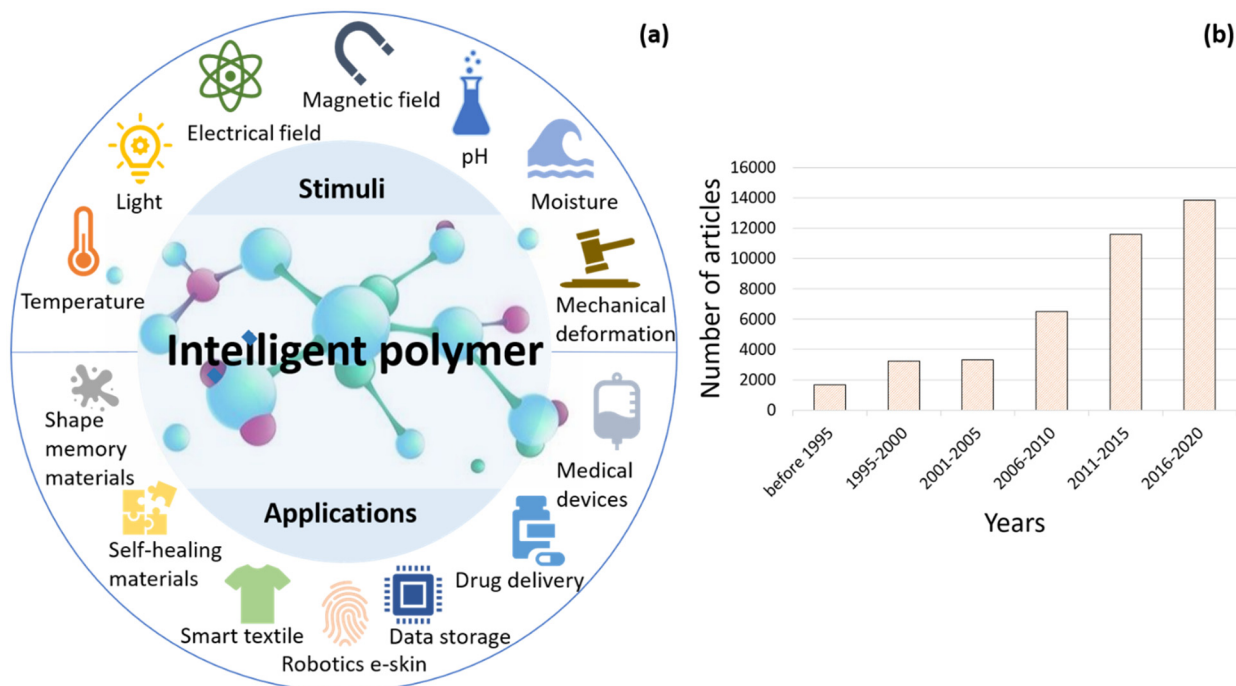 (a)
Magnetic field
Electrical field
pH
Light
Stimuli
Moisture
Temperature
Mechanical
deformation
Intelligent polymer
Shape
memory
materials
Medical
devices
Applications
Self-healing
materials
Drug delivery
Smart textile
Data storage
Robotics e-skin
(b)
Number of articles
16000
14000
12000
10000
8000
6000
4000
2000
0
before 1995
1995-2000
2001-2005
2006-2010
2011-2015
2016-2020
Years